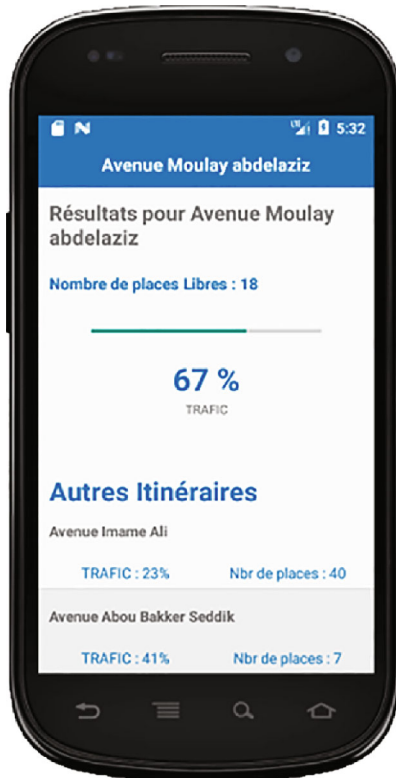 LTE 5:32
Avenue Moulay abdelaziz
Résultats pour Avenue Moulay
abdelaziz
Nombre de places Libres : 18
67 %
TRAFIC
Autres Itinéraires
Avenue Imame Ali
TRAFIC : 23% Nbr de places : 40
Avenue Abou Bakker Seddik
TRAFIC : 41% Nbr de places : 7